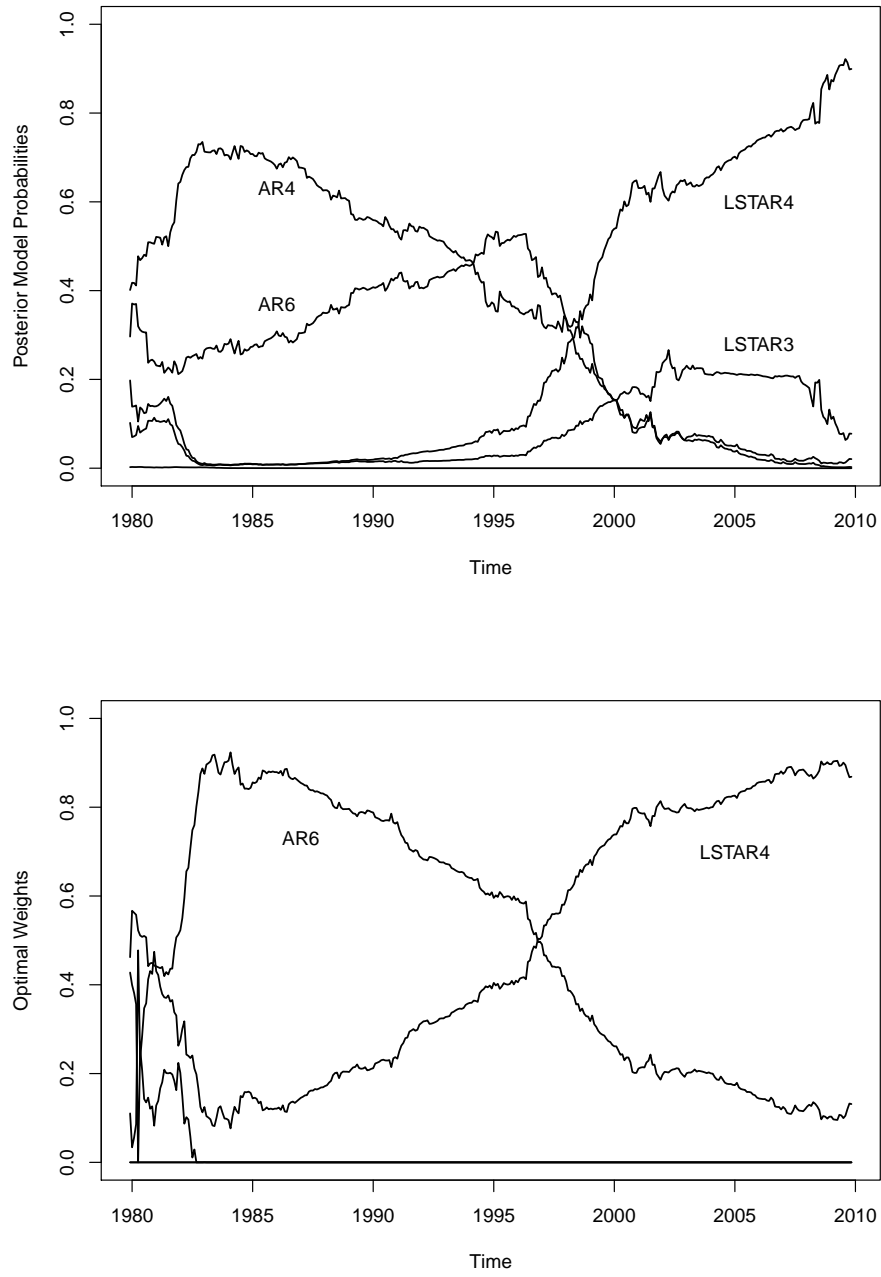 1.0
0.8
0.6
0.4
0.2
0.0
Posterior Model Probabilities
AR4
AR6
LSTAR4
LSTAR3
1980 1985 1990 1995 2000 2005 2010
Time
1.0
0.8
0.6
0.4
0.2
0.0
Optimal Weights
AR6
LSTAR4
1980 1985 1990 1995 2000 2005 2010
Time